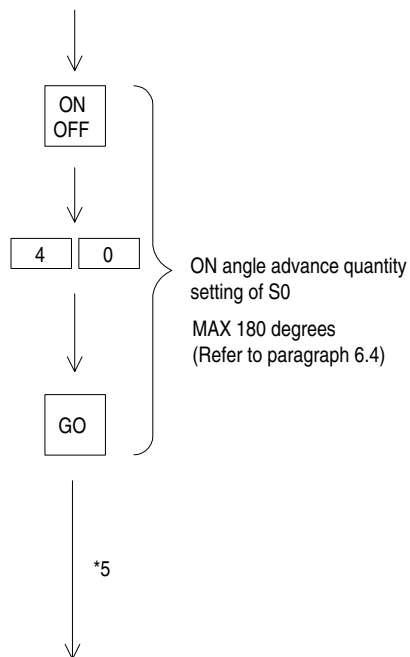 ON
OFF
4 0
ON angle advance quantity
setting of S0
MAX 180 degrees
(Refer to paragraph 6.4)
GO
*5